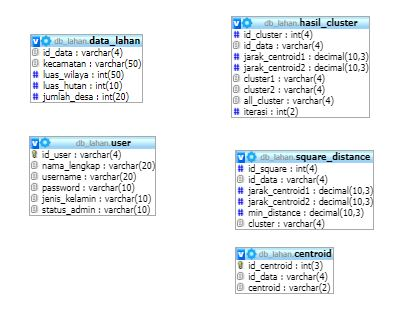 db_lahan.data_lahan
id_data : varchar(4)
kecamatan : varchar(50)
luas_wilaya : int(50)
luas_hutan : int(10)
jumlah_desa : int(20)
db_lahan.user
id_user : varchar(4)
nama_lengkap : varchar(20)
username : varchar(20)
password : varchar(10)
jenis_kelamin : varchar(10)
status_admin : varchar(10)
db_lahan.hasil_cluster
id_cluster : int(4)
id_data : varchar(4)
jarak_centroid1 : decimal(10,3)
jarak_centroid2 : decimal(10,3)
cluster1 : varchar(4)
cluster2 : varchar(4)
all_cluster : varchar(4)
iterasi : int(2)
db_lahan.square_distance
id_square : int(4)
id_data : varchar(4)
jarak_centroid1 : decimal(10,3)
jarak_centroid2 : decimal(10,3)
min_distance : decimal(10,3)
cluster : varchar(4)
db_lahan.centroid
id_centroid : int(3)
id_data : varchar(4)
centroid : varchar(2)